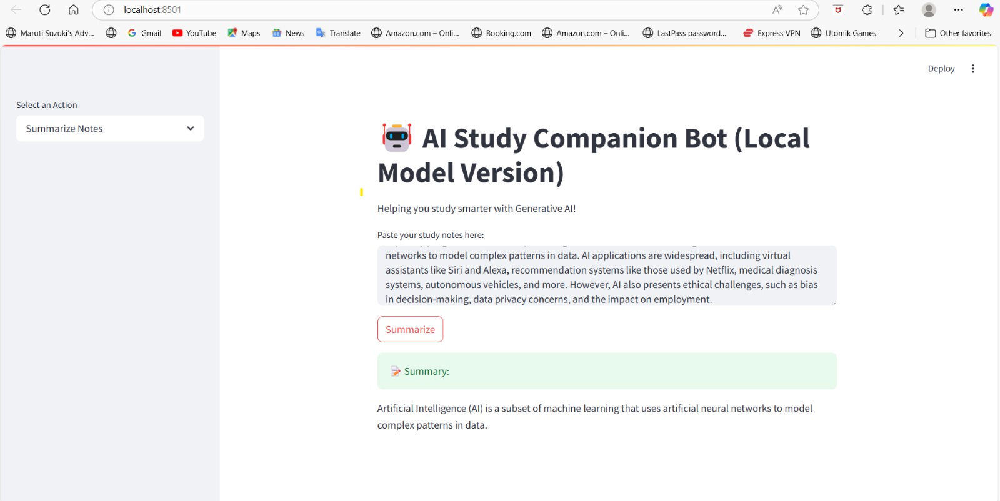 localhost:8501
Maruti Suzuki's Adv... Gmail YouTube Maps News Translate Amazon.com – Onli... Booking.com Amazon.com – Onli... LastPass password... Express VPN Utomik Games Other favorites
Deploy
Select an Action
Summarize Notes
AI Study Companion Bot (Local
Model Version)
Helping you study smarter with Generative AI!
Paste your study notes here:
networks to model complex patterns in data. AI applications are widespread, including virtual
assistants like Siri and Alexa, recommendation systems like those used by Netflix, medical diagnosis
systems, autonomous vehicles, and more. However, AI also presents ethical challenges, such as bias
in decision-making, data privacy concerns, and the impact on employment.
Summarize
Summary:
Artificial Intelligence (AI) is a subset of machine learning that uses artificial neural networks to model
complex patterns in data.